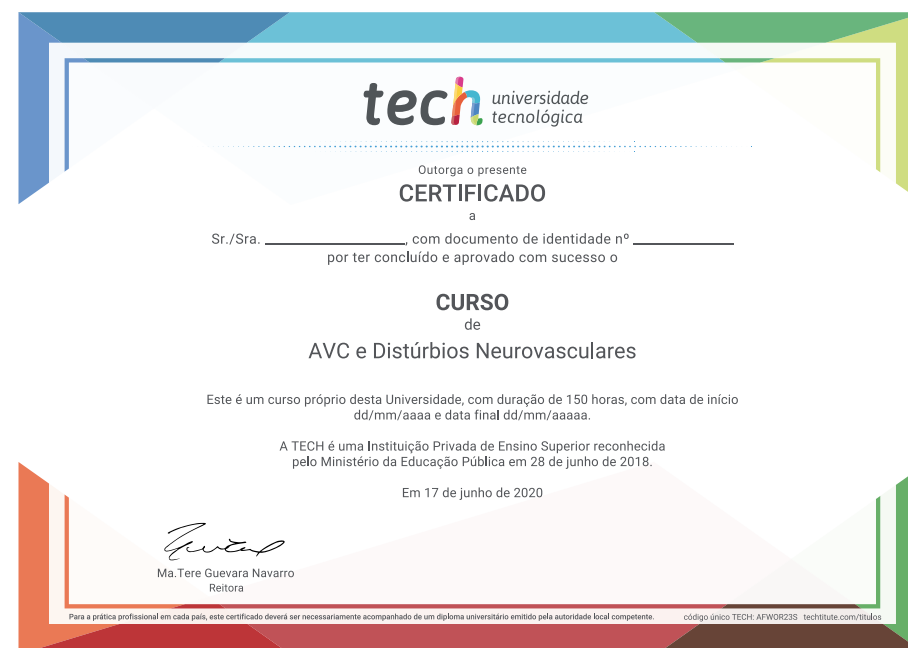 tech universidade
tecnológica
Outorga o presente
CERTIFICADO
a
Sr./Sra. ____________________, com documento de identidade nº ______________
por ter concluído e aprovado com sucesso o
CURSO
de
AVC e Distúrbios Neurovasculares
Este é um curso próprio desta Universidade, com duração de 150 horas, com data de início
dd/mm/aaaa e data final dd/mm/aaaaa.
A TECH é uma Instituição Privada de Ensino Superior reconhecida
pelo Ministério da Educação Pública em 28 de junho de 2018.
Em 17 de junho de 2020
Ma.Tere Guevara Navarro
Reitora
Para a prática profissional em cada país, este certificado deverá ser necessariamente acompanhado de um diploma universitário emitido pela autoridade local competente. código único TECH: AFWOR23S techtitute.com/titulos